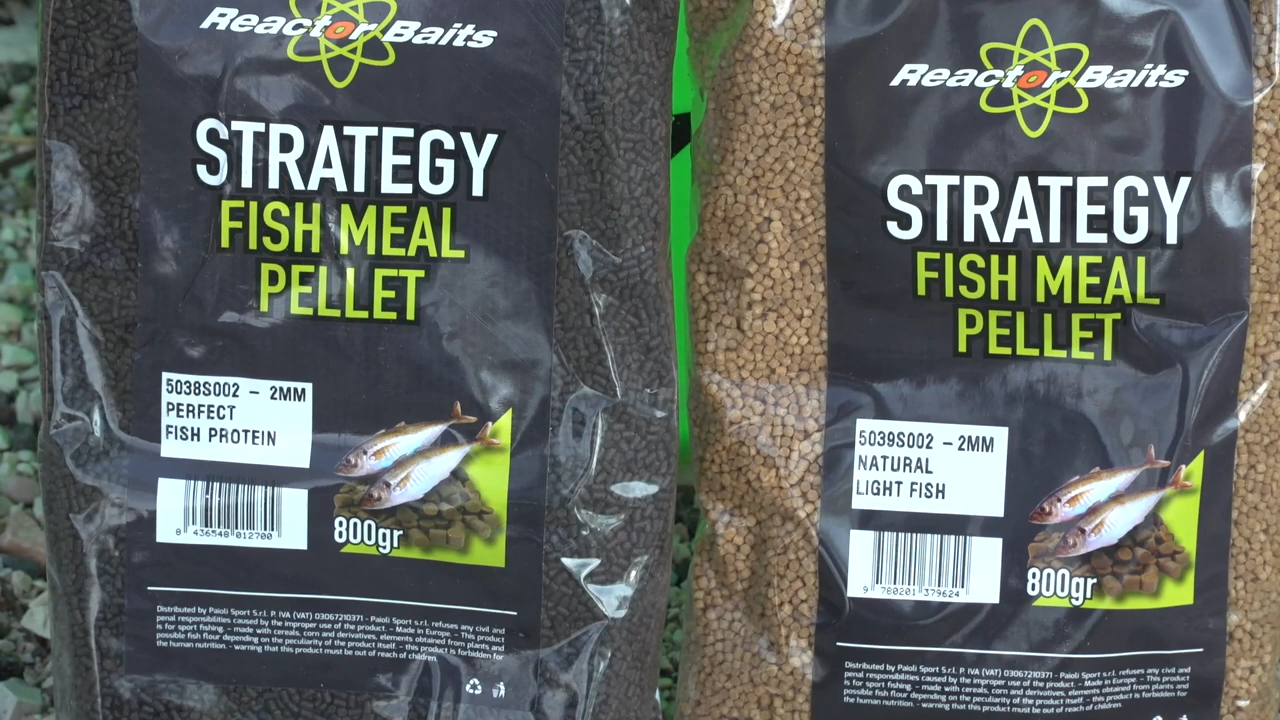 Reactor Baits
STRATEGY
FISH MEAL
PELLET
5038S002 - 2MM
PERFECT
FISH PROTEIN
8 436548 012700
800gr
Distributed by Paioli Sport S.r.l. P. IVA (VAT) 03067210371 - Paioli Sport s.r.l. refuses any civil and
penal responsibilities caused by the improper use of the product. - Made in Europe. - This product
is for sport fishing. - made with cereals, corn and derivatives, elements obtained from plants and
possible fish flour depending on the peculiarity of the product itself. - this product is forbidden for
the human nutrition. - warning that this product must be out of reach of children.
Reactor Baits
STRATEGY
FISH MEAL
PELLET
5039S002 -2MM
NATURAL
LIGHT FISH
9 780201 379624
800gr
Distributed by Paioli Sport S.r.l. P. IVA (VAT) 03067210371 - Paioli Sport s.r.l. refuses any civil and
penal responsibilities caused by the improper use of the product. - Made in Europe. - This product
is for sport fishing. - made with cereals, corn and derivatives, elements obtained from plants and
possible fish flour depending on the peculiarity of the product itself. - this product is forbidden for
the human nutrition. - warning that this product must be out of reach of children.